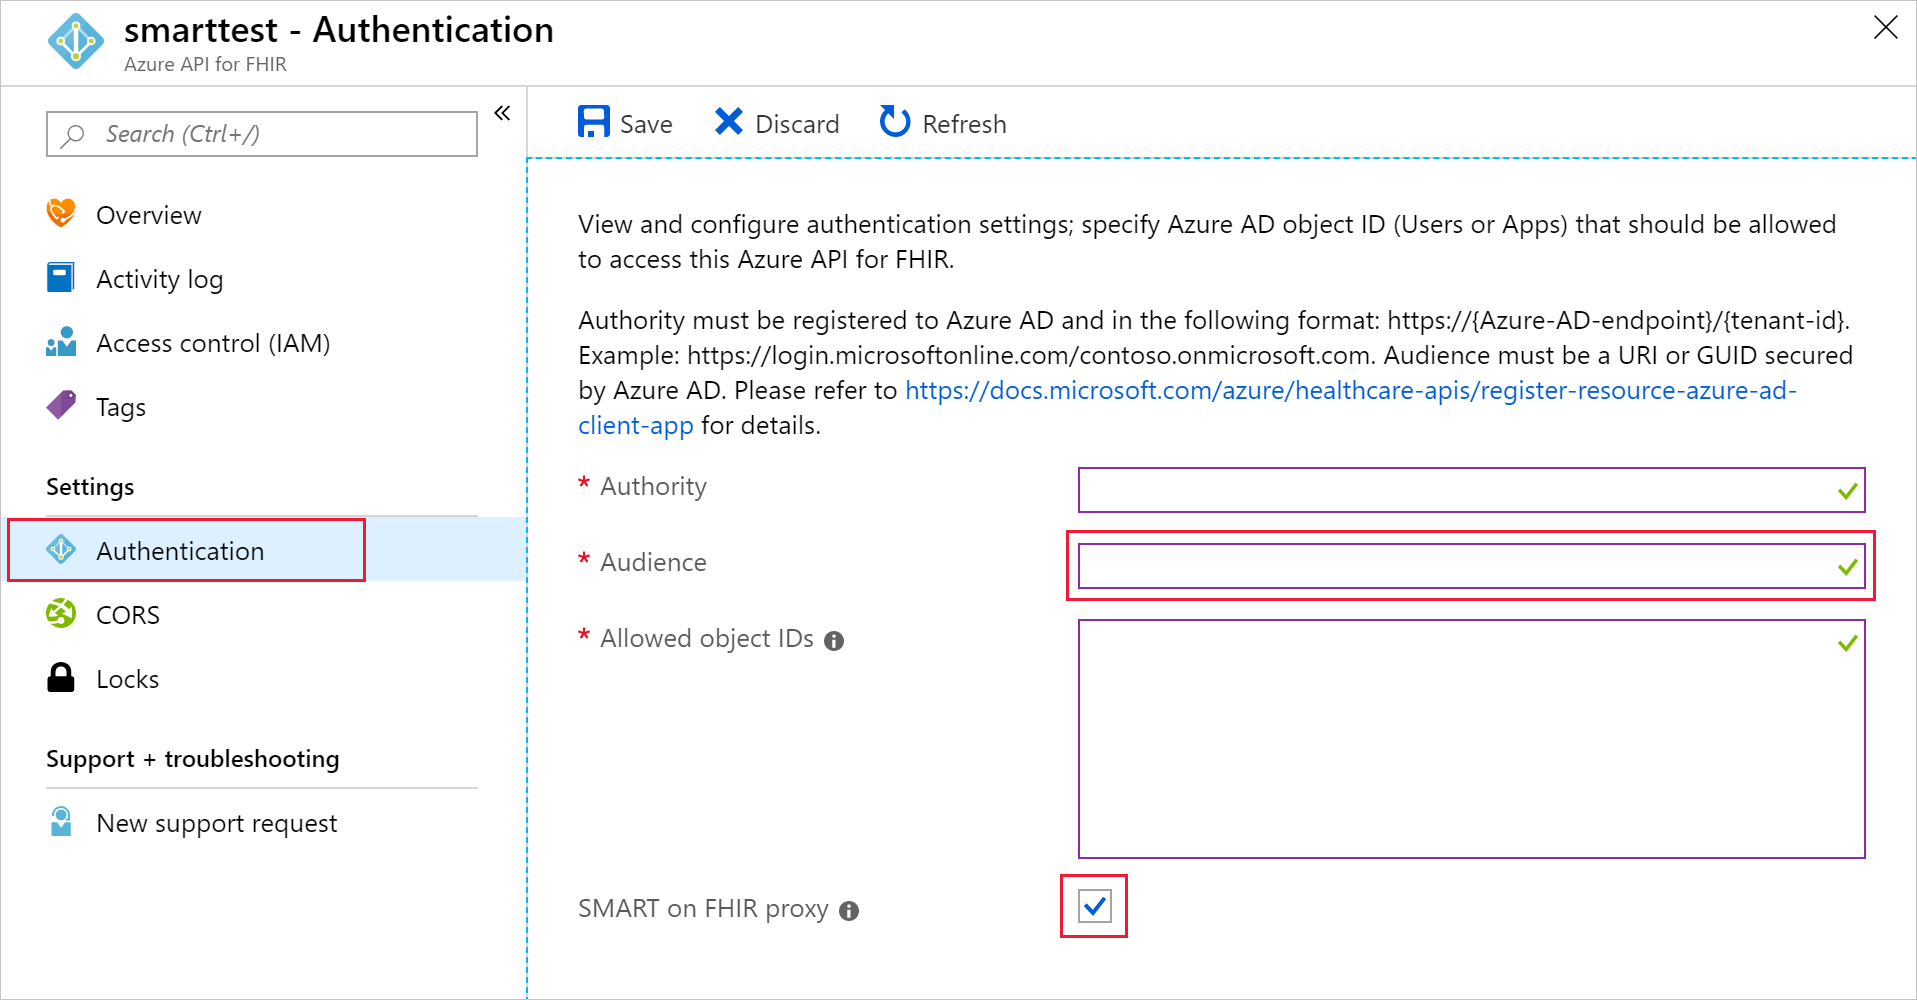 smarttest - Authentication
Azure API for FHIR
Search (Ctrl+/)
«
Overview
Activity log
Access control (IAM)
Tags
Settings
Authentication
CORS
Locks
Support + troubleshooting
New support request
Save Discard Refresh
View and configure authentication settings; specify Azure AD object ID (Users or Apps) that should be allowed
to access this Azure API for FHIR.
Authority must be registered to Azure AD and in the following format: https://{Azure-AD-endpoint}/{tenant-id}.
Example: https://login.microsoftonline.com/contoso.onmicrosoft.com. Audience must be a URI or GUID secured
by Azure AD. Please refer to https://docs.microsoft.com/azure/healthcare-apis/register-resource-azure-ad-
client-app for details.
* Authority
* Audience
* Allowed object IDs
SMART on FHIR proxy